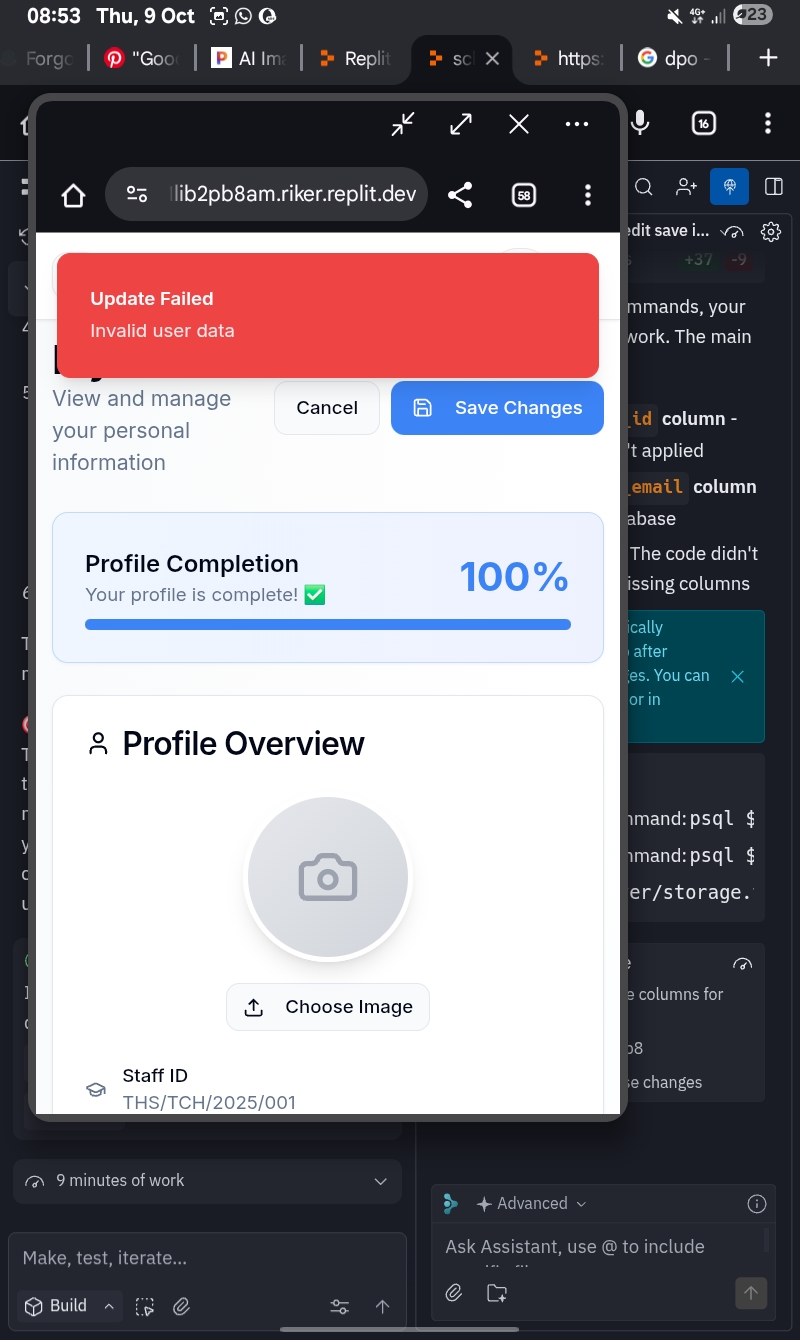 08:53 Thu, 9 Oct
4G+
23
Forgo
"Good
AI Ima
Replit
scl
https:
dpo -
16
lib2pb8am.riker.replit.dev
58
edit save i...
+37 -9
Update Failed
Invalid user data
View and manage
your personal
information
Cancel
Save Changes
mmands, your
work. The main
_id column -
't applied
_email column
abase
The code didn't
issing columns
Profile Completion
Your profile is complete! ✅
100%
ically
after
es. You can
or in
Profile Overview
mmand:psql $
mmand:psql $
er/storage.
Choose Image
e columns for
b8
se changes
Staff ID
THS/TCH/2025/001
9 minutes of work
Make, test, iterate...
Build
Advanced
Ask Assistant, use @ to include